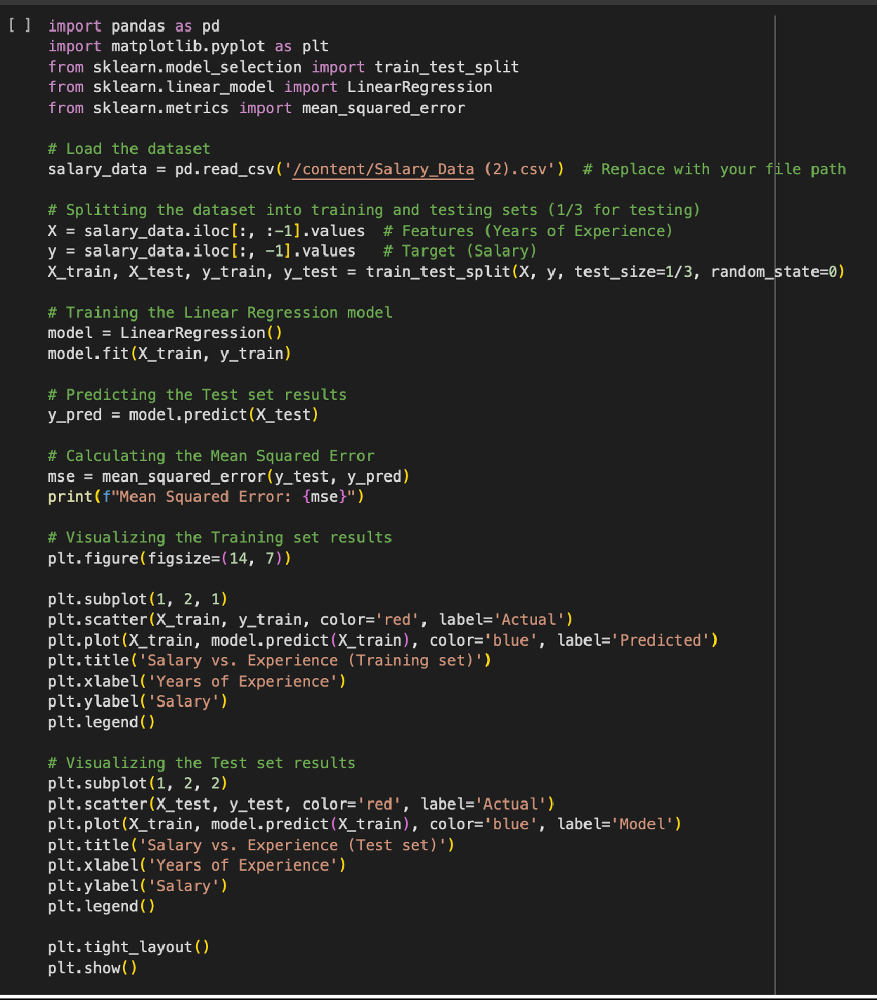 [ ] import pandas as pd
import matplotlib.pyplot as plt
from sklearn.model_selection import train_test_split
from sklearn.linear_model import LinearRegression
from sklearn.metrics import mean_squared_error

# Load the dataset
salary_data = pd.read_csv('/content/Salary_Data (2).csv')  # Replace with your file path

# Splitting the dataset into training and testing sets (1/3 for testing)
X = salary_data.iloc[:, :-1].values  # Features (Years of Experience)
y = salary_data.iloc[:, -1].values   # Target (Salary)
X_train, X_test, y_train, y_test = train_test_split(X, y, test_size=1/3, random_state=0)

# Training the Linear Regression model
model = LinearRegression()
model.fit(X_train, y_train)

# Predicting the Test set results
y_pred = model.predict(X_test)

# Calculating the Mean Squared Error
mse = mean_squared_error(y_test, y_pred)
print(f"Mean Squared Error: {mse}")

# Visualizing the Training set results
plt.figure(figsize=(14, 7))

plt.subplot(1, 2, 1)
plt.scatter(X_train, y_train, color='red', label='Actual')
plt.plot(X_train, model.predict(X_train), color='blue', label='Predicted')
plt.title('Salary vs. Experience (Training set)')
plt.xlabel('Years of Experience')
plt.ylabel('Salary')
plt.legend()

# Visualizing the Test set results
plt.subplot(1, 2, 2)
plt.scatter(X_test, y_test, color='red', label='Actual')
plt.plot(X_train, model.predict(X_train), color='blue', label='Model')
plt.title('Salary vs. Experience (Test set)')
plt.xlabel('Years of Experience')
plt.ylabel('Salary')
plt.legend()

plt.tight_layout()
plt.show()